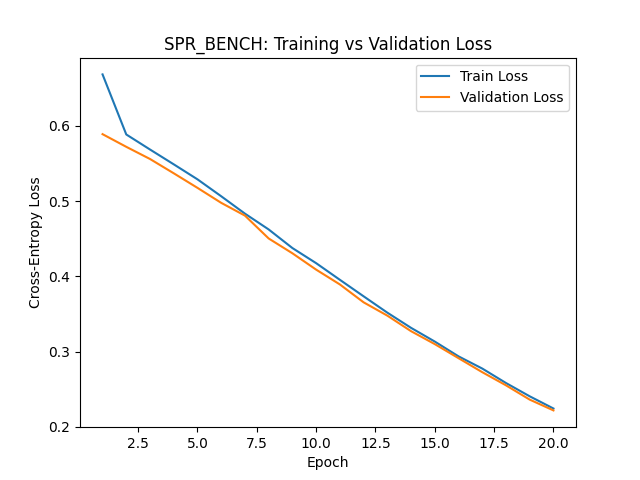 SPR_BENCH: Training vs Validation Loss
Train Loss
Validation Loss
Cross-Entropy Loss
0.6
0.5
0.4
0.3
0.2
2.5 5.0 7.5 10.0 12.5 15.0 17.5 20.0
Epoch